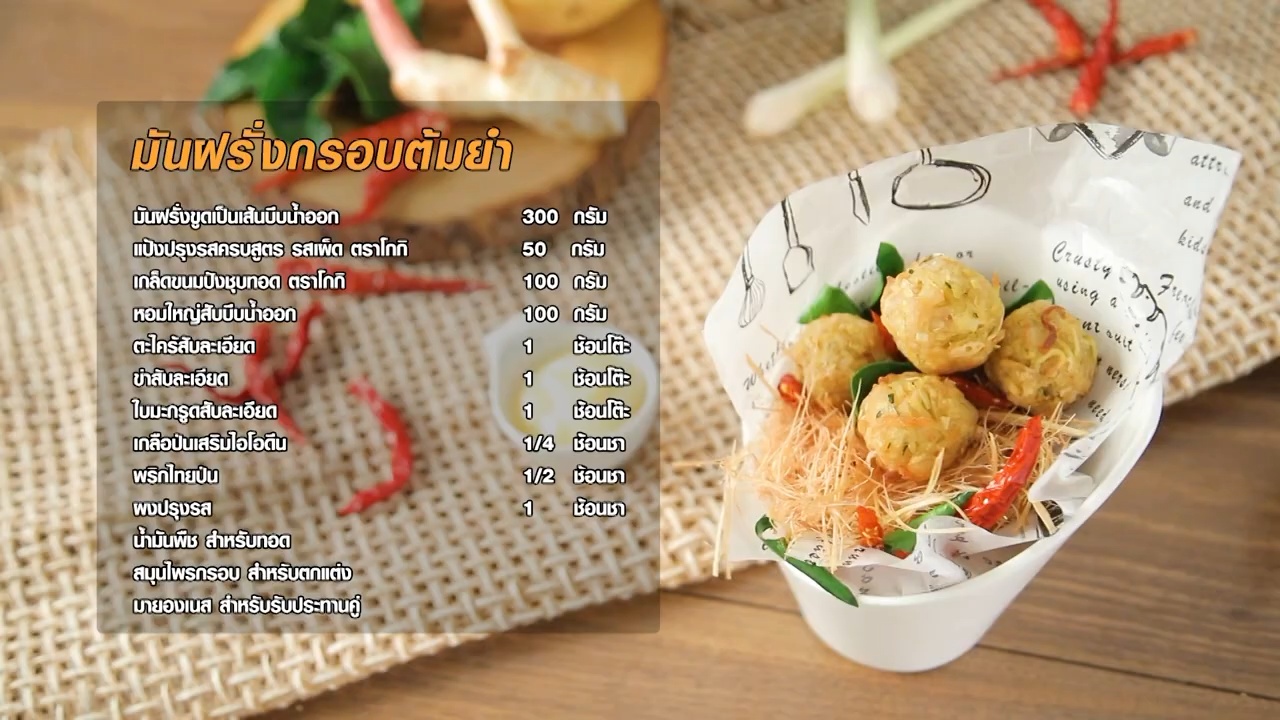 มันฝรั่งกรอบต้มยำ
มันฝรั่งขูดเป็นเส้นบีบน้ำออก 300 กรัม
แป้งปรุงรสครบสูตร รสเผ็ด ตราโกกิ 50 กรัม
เกล็ดขนมปังชุบทอด ตราโกกิ 100 กรัม
หอมใหญ่สับบีบน้ำออก 100 กรัม
ตะไคร้สับละเอียด 1 ช้อนโต๊ะ
ข่าสับละเอียด 1 ช้อนโต๊ะ
ใบมะกรูดสับละเอียด 1 ช้อนโต๊ะ
เกลือป่นเสริมไอโอดีน 1/4 ช้อนชา
พริกไทยป่น 1/2 ช้อนชา
ผงปรุงรส 1 ช้อนชา
น้ำมันพืช สำหรับทอด
สมุนไพรกรอบ สำหรับตกแต่ง
มายองเนส สำหรับรับประทานคู่
and
Crusty
using a